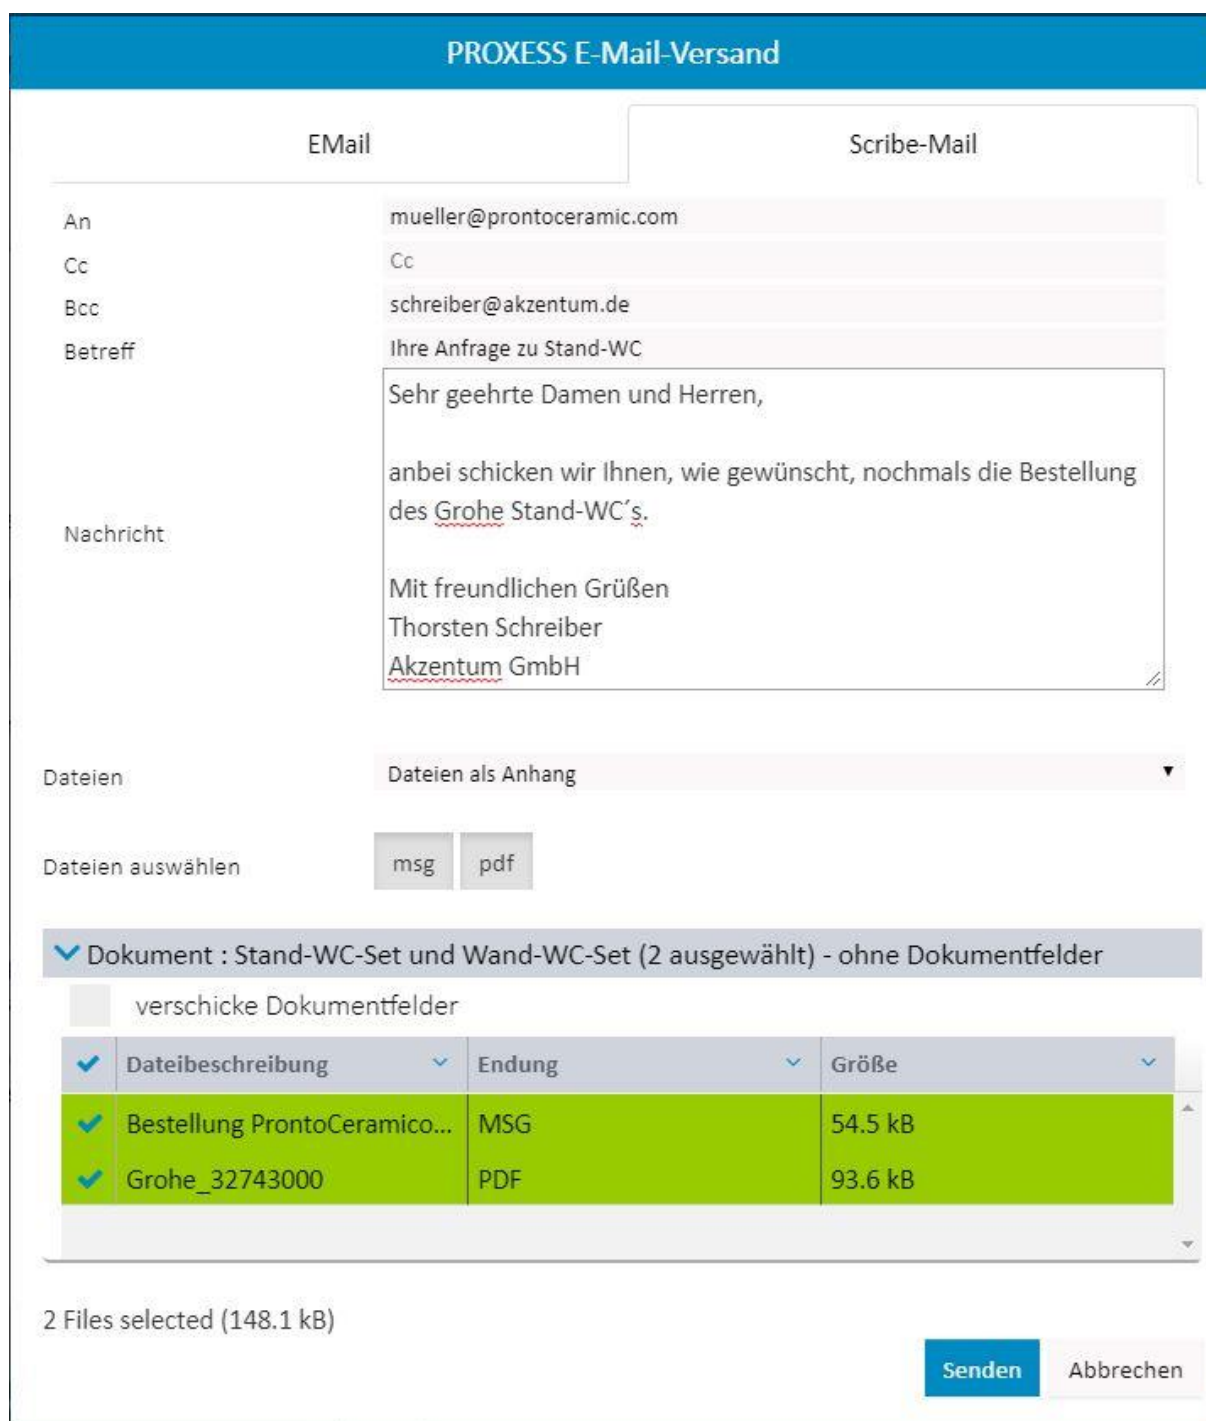 PROXESS E-Mail-Versand
EMail
Scribe-Mail
An
mueller@prontoceramic.com
Cc
Cc
Bcc
schreiber@akzentum.de
Betreff
Ihre Anfrage zu Stand-WC
Nachricht
Sehr geehrte Damen und Herren,
anbei schicken wir Ihnen, wie gewünscht, nochmals die Bestellung
des Grohe Stand-WC´s.
Mit freundlichen Grüßen
Thorsten Schreiber
Akzentum GmbH
Dateien
Dateien als Anhang
Dateien auswählen
msg
pdf
Dokument : Stand-WC-Set und Wand-WC-Set (2 ausgewählt) - ohne Dokumentfelder
verschicke Dokumentfelder
Dateibeschreibung
Endung
Größe
Bestellung ProntoCeramico...
MSG
54.5 kB
Grohe_32743000
PDF
93.6 kB
2 Files selected (148.1 kB)
Senden
Abbrechen